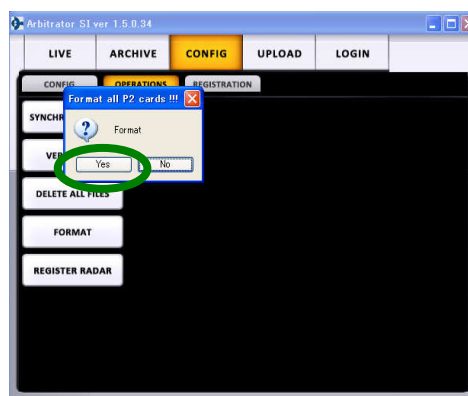 Arbitrator SI ver 1.5.0.34
LIVE ARCHIVE CONFIG UPLOAD LOGIN
CONFIG OPERATIONS REGISTRATION
Format all P2 cards !!!
Format
Yes No
DELETE ALL FILES
FORMAT
REGISTER RADAR